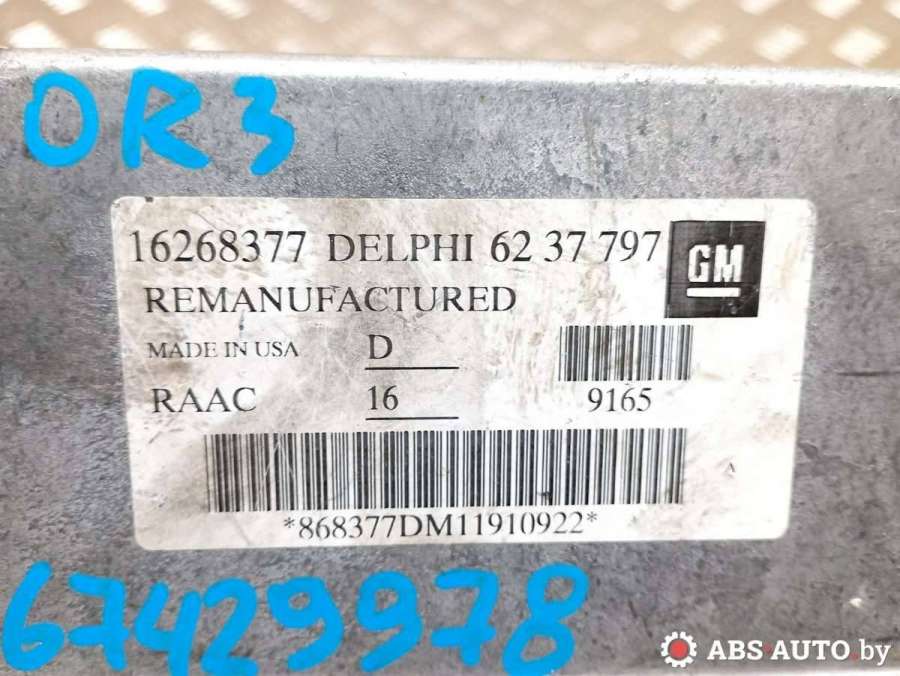 OR3
16268377 DELPHI 62 37 797 GM
REMANUFACTURED
MADE IN USA D
RAAC 16 9165
A
*868377DM11910922*
67429978
ABS-AUTO.by